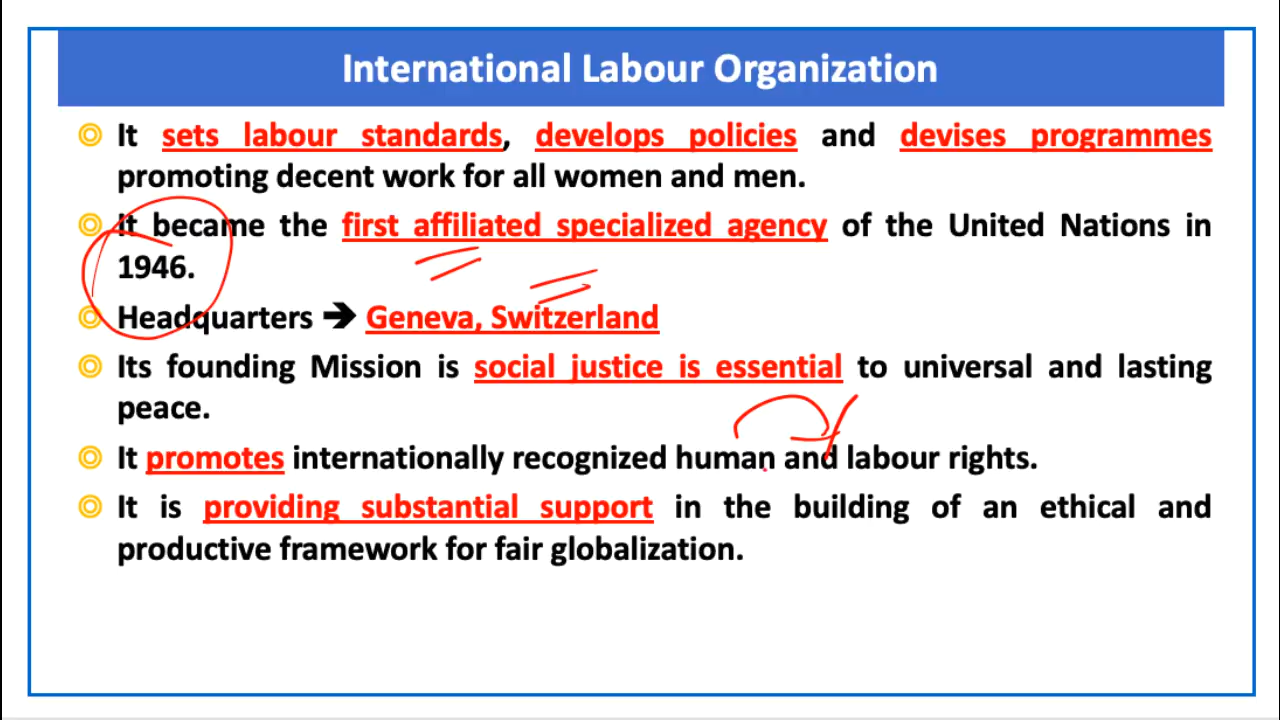 International Labour Organization
It sets labour standards, develops policies and devises programmes
promoting decent work for all women and men.
It became the first affiliated specialized agency of the United Nations in
1946.
Headquarters ➔ Geneva, Switzerland
Its founding Mission is social justice is essential to universal and lasting
peace.
It promotes internationally recognized human and labour rights.
It is providing substantial support in the building of an ethical and
productive framework for fair globalization.